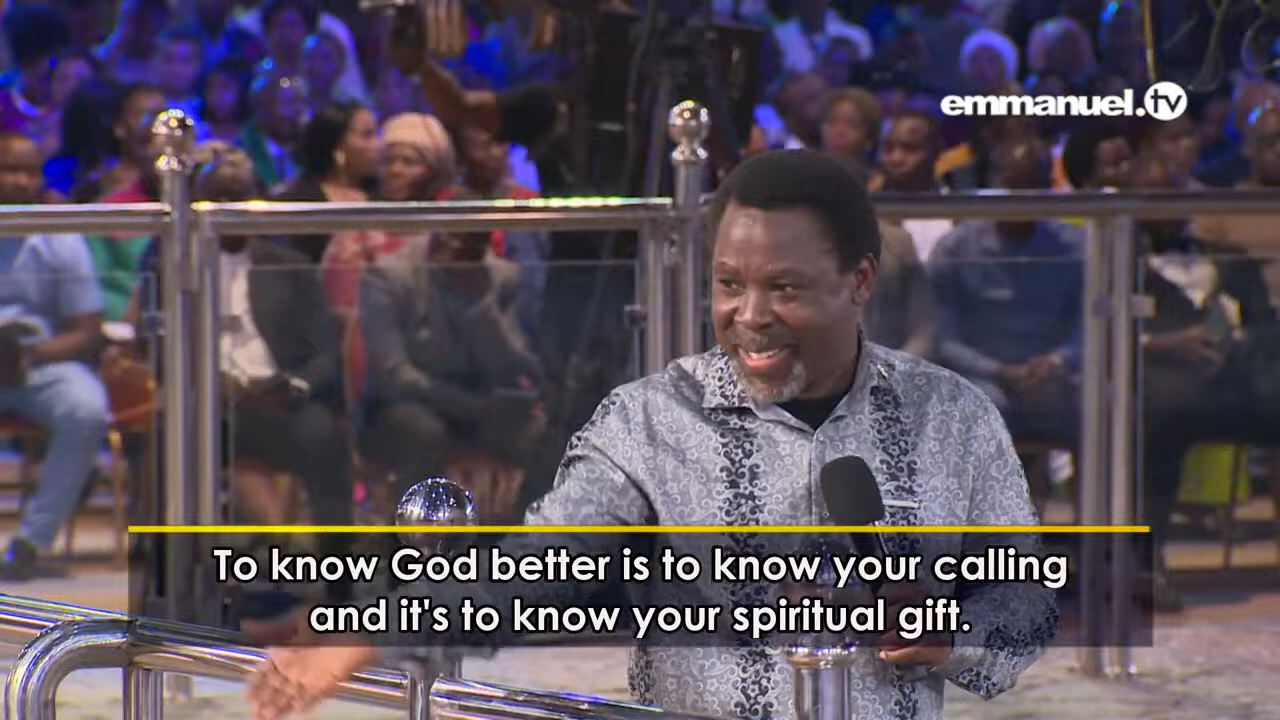 emmanuel.tv
To know God better is to know your calling
and it's to know your spiritual gift.